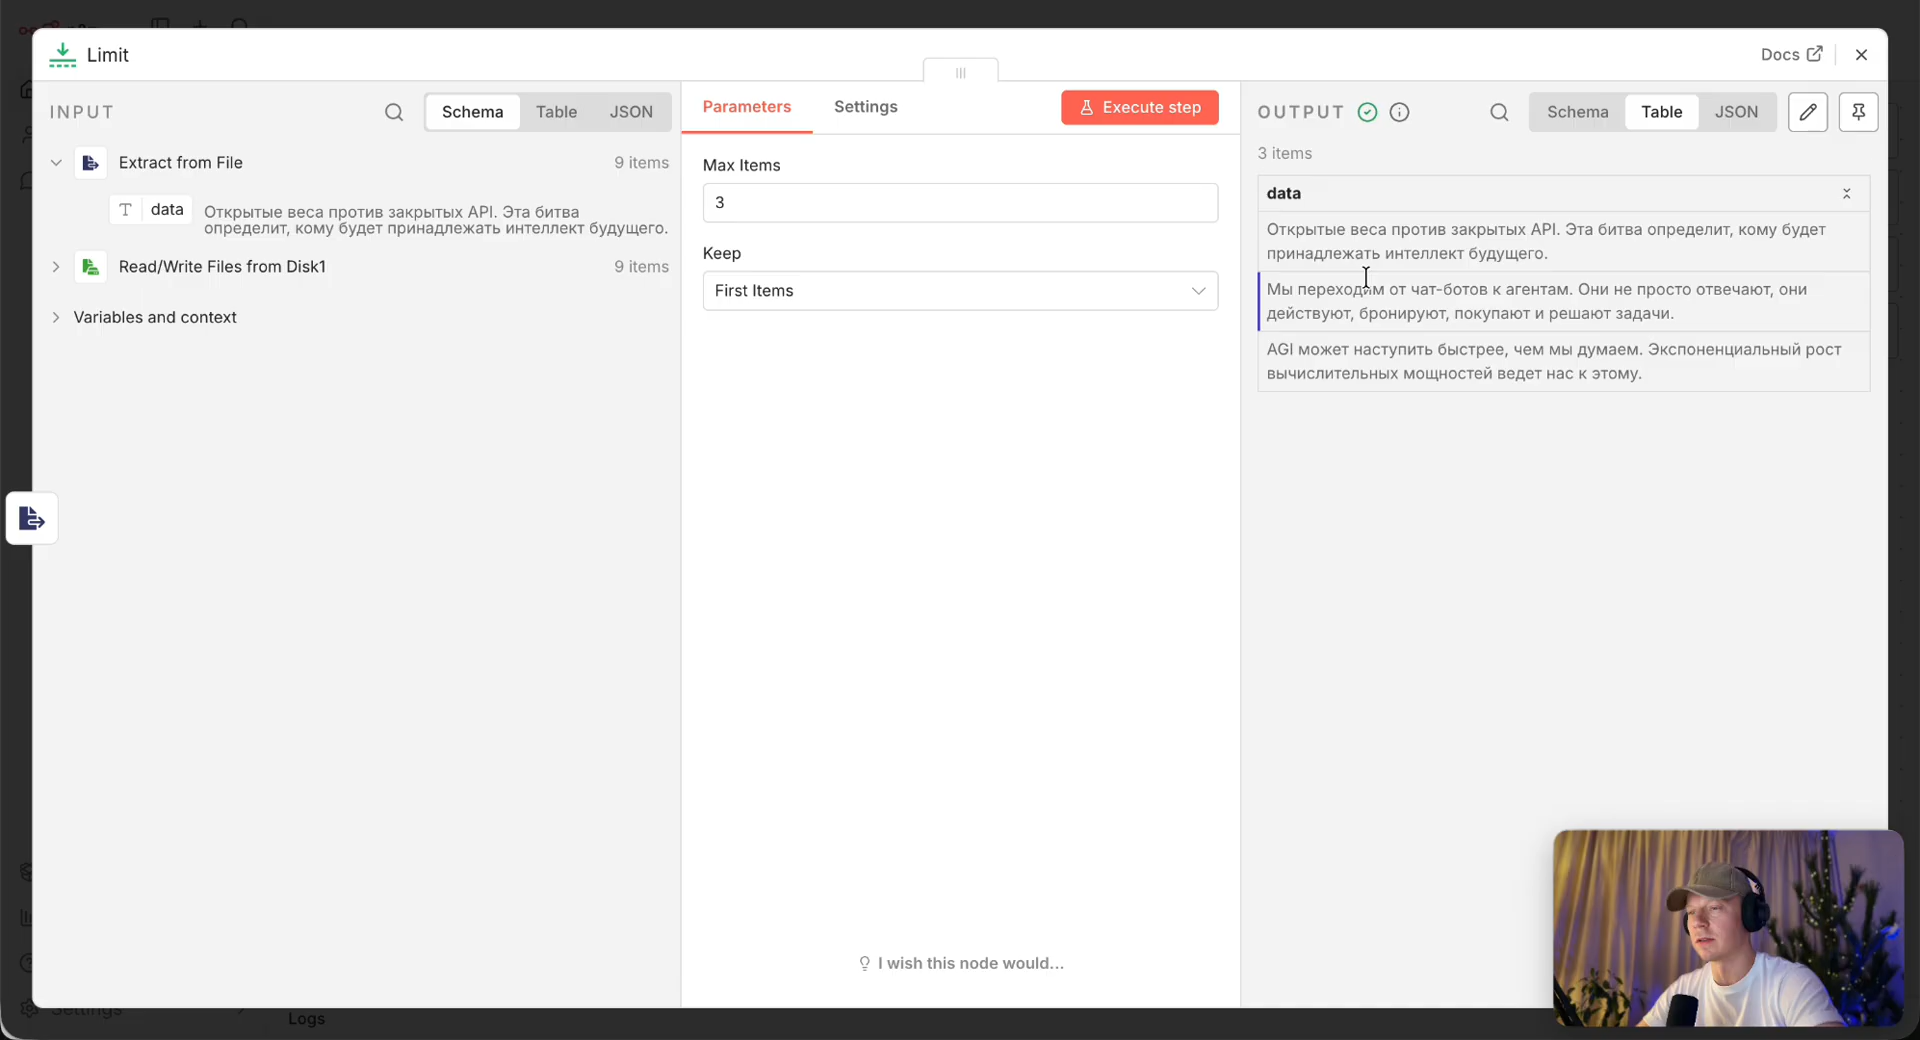 Limit
Docs
INPUT
Schema
Table
JSON
Extract from File
9 items
data
Открытые веса против закрытых API. Эта битва
определит, кому будет принадлежать интеллект будущего.
Read/Write Files from Disk1
9 items
Variables and context
Parameters
Settings
Execute step
Max Items
3
Keep
First Items
I wish this node would...
OUTPUT
Schema
Table
JSON
3 items
data
Открытые веса против закрытых API. Эта битва определит, кому будет
принадлежать интеллект будущего.
Мы переходим от чат-ботов к агентам. Они не просто отвечают, они
действуют, бронируют, покупают и решают задачи.
AGI может наступить быстрее, чем мы думаем. Экспоненциальный рост
вычислительных мощностей ведет нас к этому.
Settings
Logs